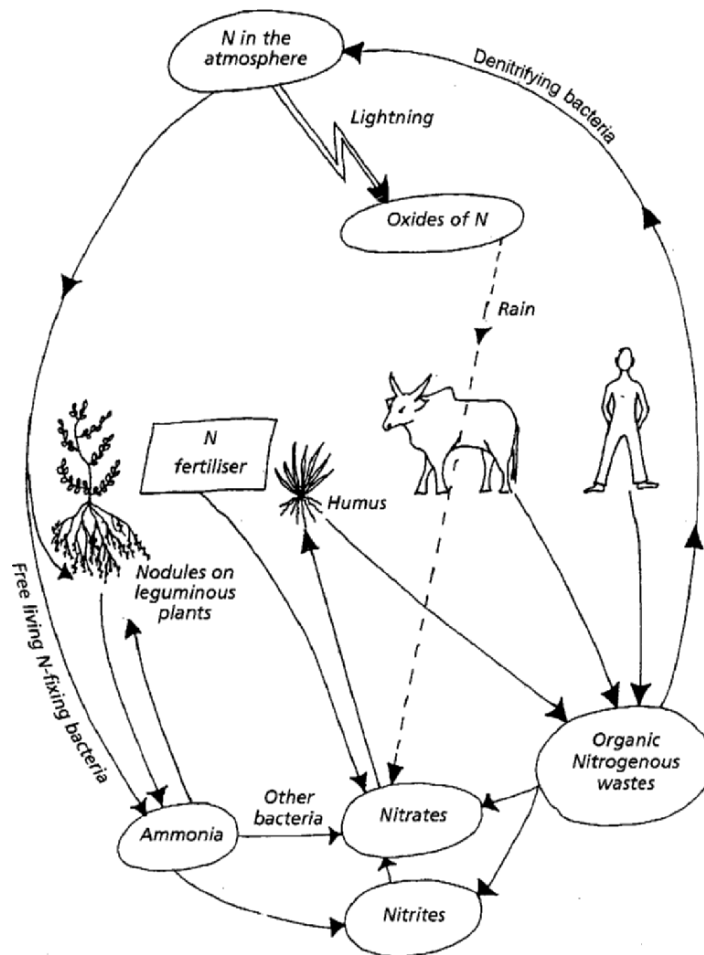 N in the
atmosphere
Denitrifying bacteria
Lightning
Oxides of N
Rain
N
fertiliser
Humus
Nodules on
leguminous
plants
Free living N-fixing bacteria
Organic
Nitrogenous
wastes
Other
bacteria
Ammonia
Nitrates
Nitrites